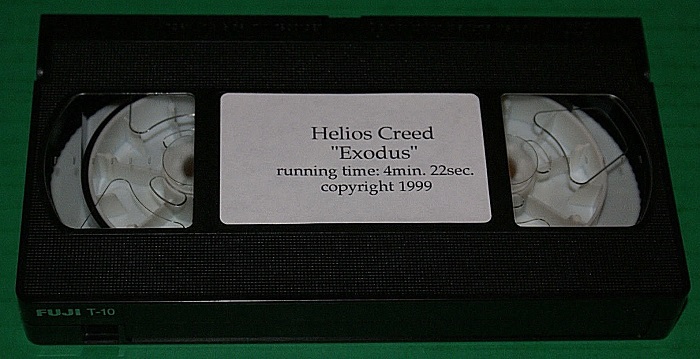 Helios Creed
"Exodus"
running time: 4min. 22sec.
copyright 1999
FUJI T-10